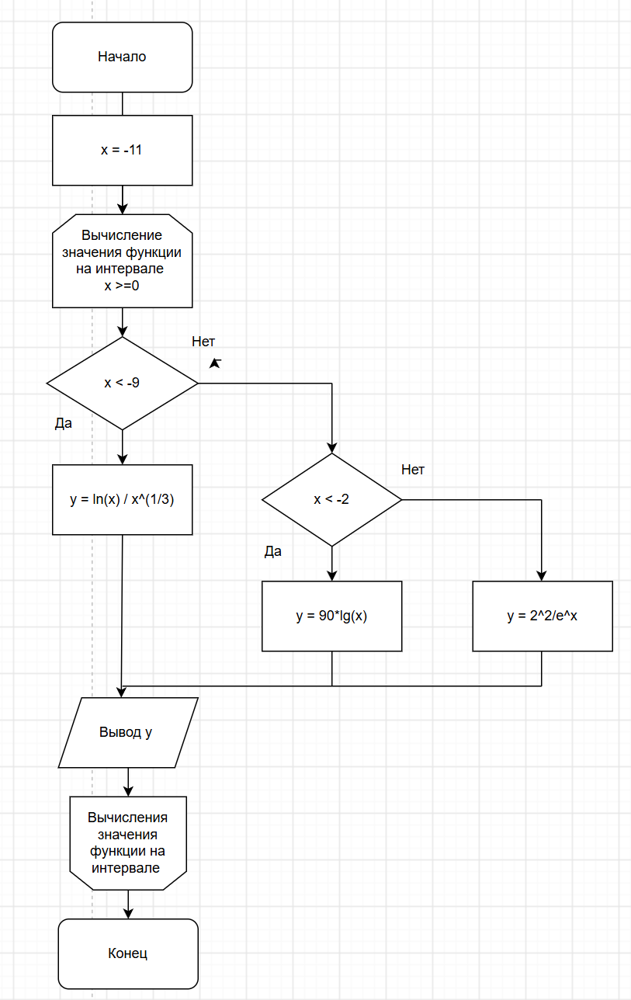 Начало
x = -11
Вычисление
значения функции
на интервале
x >=0
Нет
x < -9
Да
y = ln(x) / x^(1/3)
Нет
x < -2
Да
y = 90*lg(x)
y = 2^2/e^x
Вывод y
Вычисления
значения
функции на
интервале
Конец